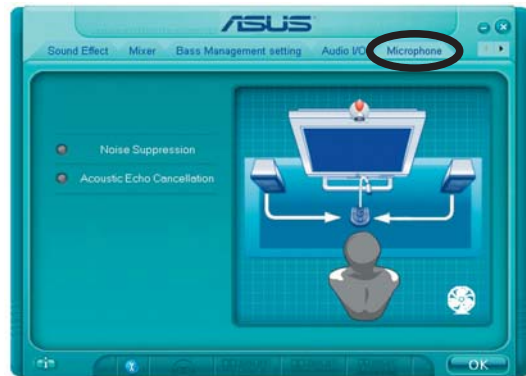 ASUS
Sound Effect Mixer Bass Management setting Audio I/O Microphone
Noise Suppression
Acoustic Echo Cancellation
OK